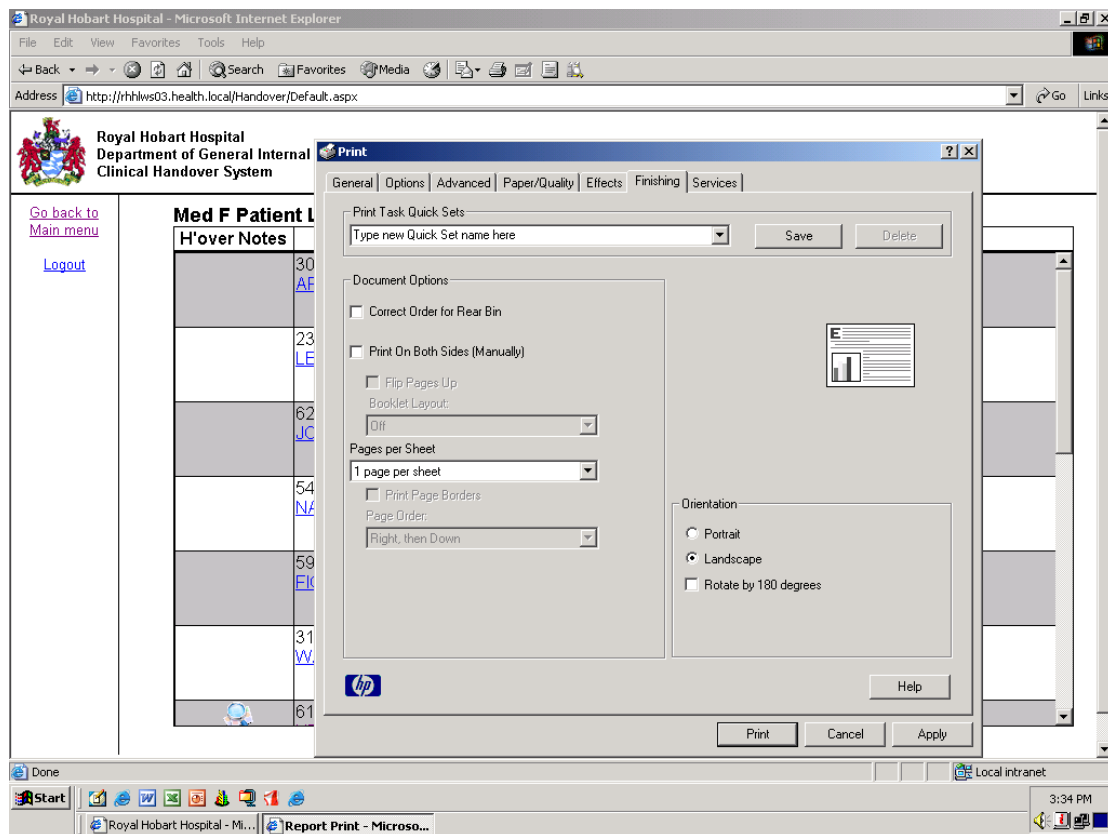 Royal Hobart Hospital - Microsoft Internet Explorer
File Edit View Favorites Tools Help
Back Search Favorites Media
Address http://rhhlws03.health.local/Handover/Default.aspx Go Links
Royal Hobart Hospital
Department of General Internal
Clinical Handover System
Go back to
Main menu
Logout
Med F Patient L
H'over Notes
30
AF
23
LE
62
JO
54
NA
59
FIG
31
WA
61
Print
General Options Advanced Paper/Quality Effects Finishing Services
Print Task Quick Sets
Type new Quick Set name here Save Delete
Document Options
Correct Order for Rear Bin
Print On Both Sides (Manually)
Flip Pages Up
Booklet Layout:
Off
Pages per Sheet
1 page per sheet
Print Page Borders
Page Order:
Right, then Down
E
Orientation
Portrait
Landscape
Rotate by 180 degrees
hp
Help
Print Cancel Apply
Done Local intranet
Start 3:34 PM
Royal Hobart Hospital - Mi... Report Print - Microso...